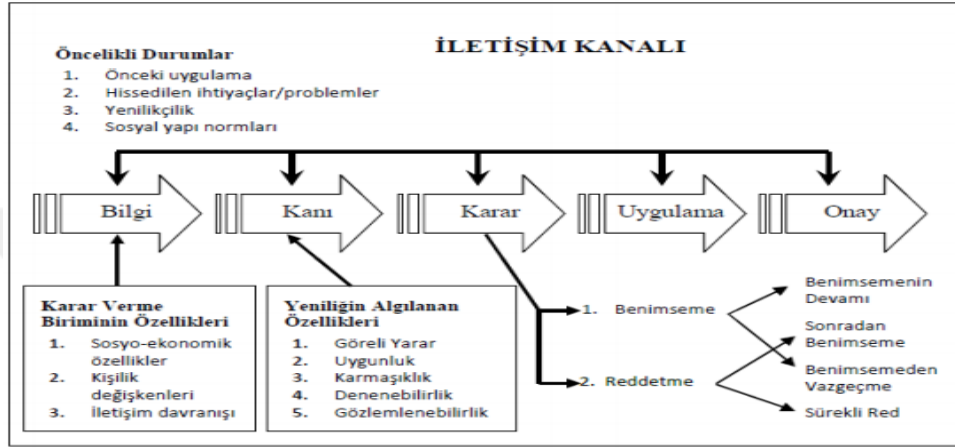 İLETİŞİM KANALI
Öncelikli Durumlar
1. Önceki uygulama
2. Hissedilen ihtiyaçlar/problemler
3. Yenilikçilik
4. Sosyal yapı normları
Bilgi
Kanı
Karar
Uygulama
Onay
Karar Verme
Biriminin Özellikleri
1. Sosyo-ekonomik
özellikler
2. Kişilik
değişkenleri
3. İletişim davranışı
Yeniliğin Algılanan
Özellikleri
1. Göreli Yarar
2. Uygunluk
3. Karmaşıklık
4. Denenebilirlik
5. Gözlemlenebilirlik
1. Benimseme
2. Reddetme
Benimsemenin
Devamı
Sonradan
Benimseme
Benimsemeden
Vazgeçme
Sürekli Red